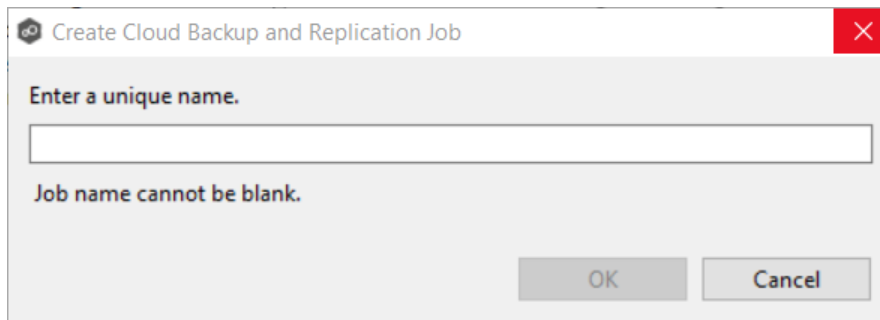 Create Cloud Backup and Replication Job
Enter a unique name.
Job name cannot be blank.
OK
Cancel